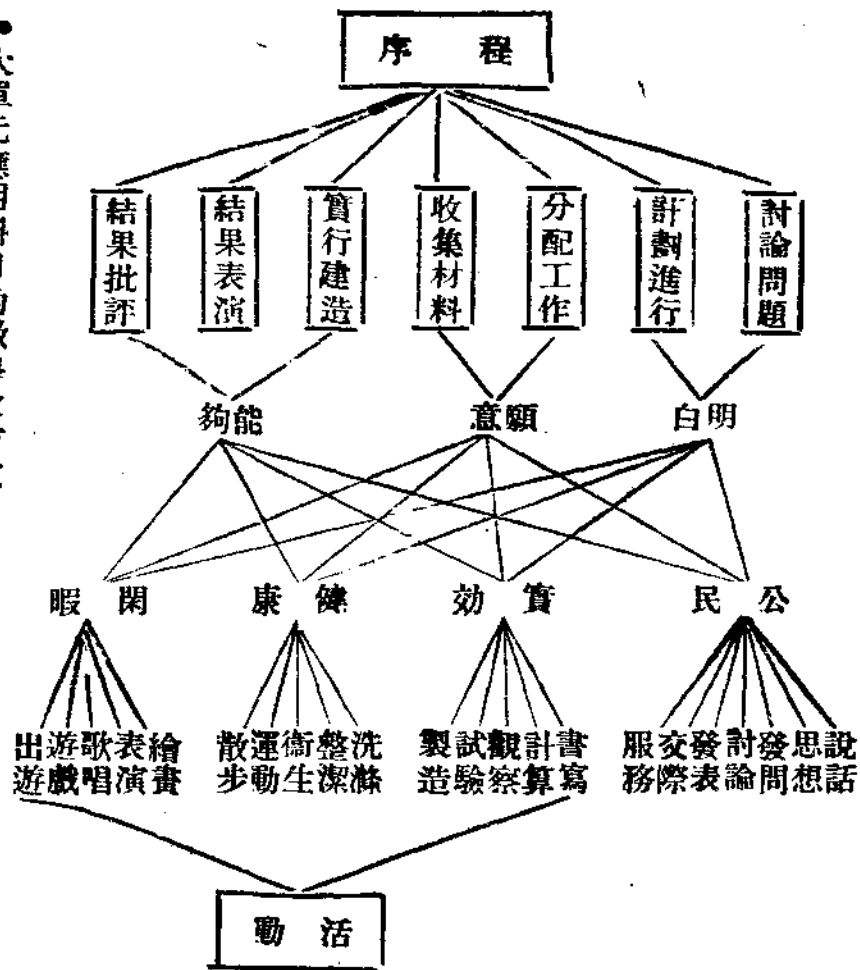 程序
討論問題
計劃進行
分配工作
收集材料
實行建造
結果表演
結果批評
明白
願意
能夠
公民
實効
健康
閑暇
說話
思想
發問
討論
發表
交際
服務
書寫
計算
觀察
試驗
製造
洗滌
整潔
衞生
運動
散步
繪畫
表演
歌唱
遊戲
出遊
活動